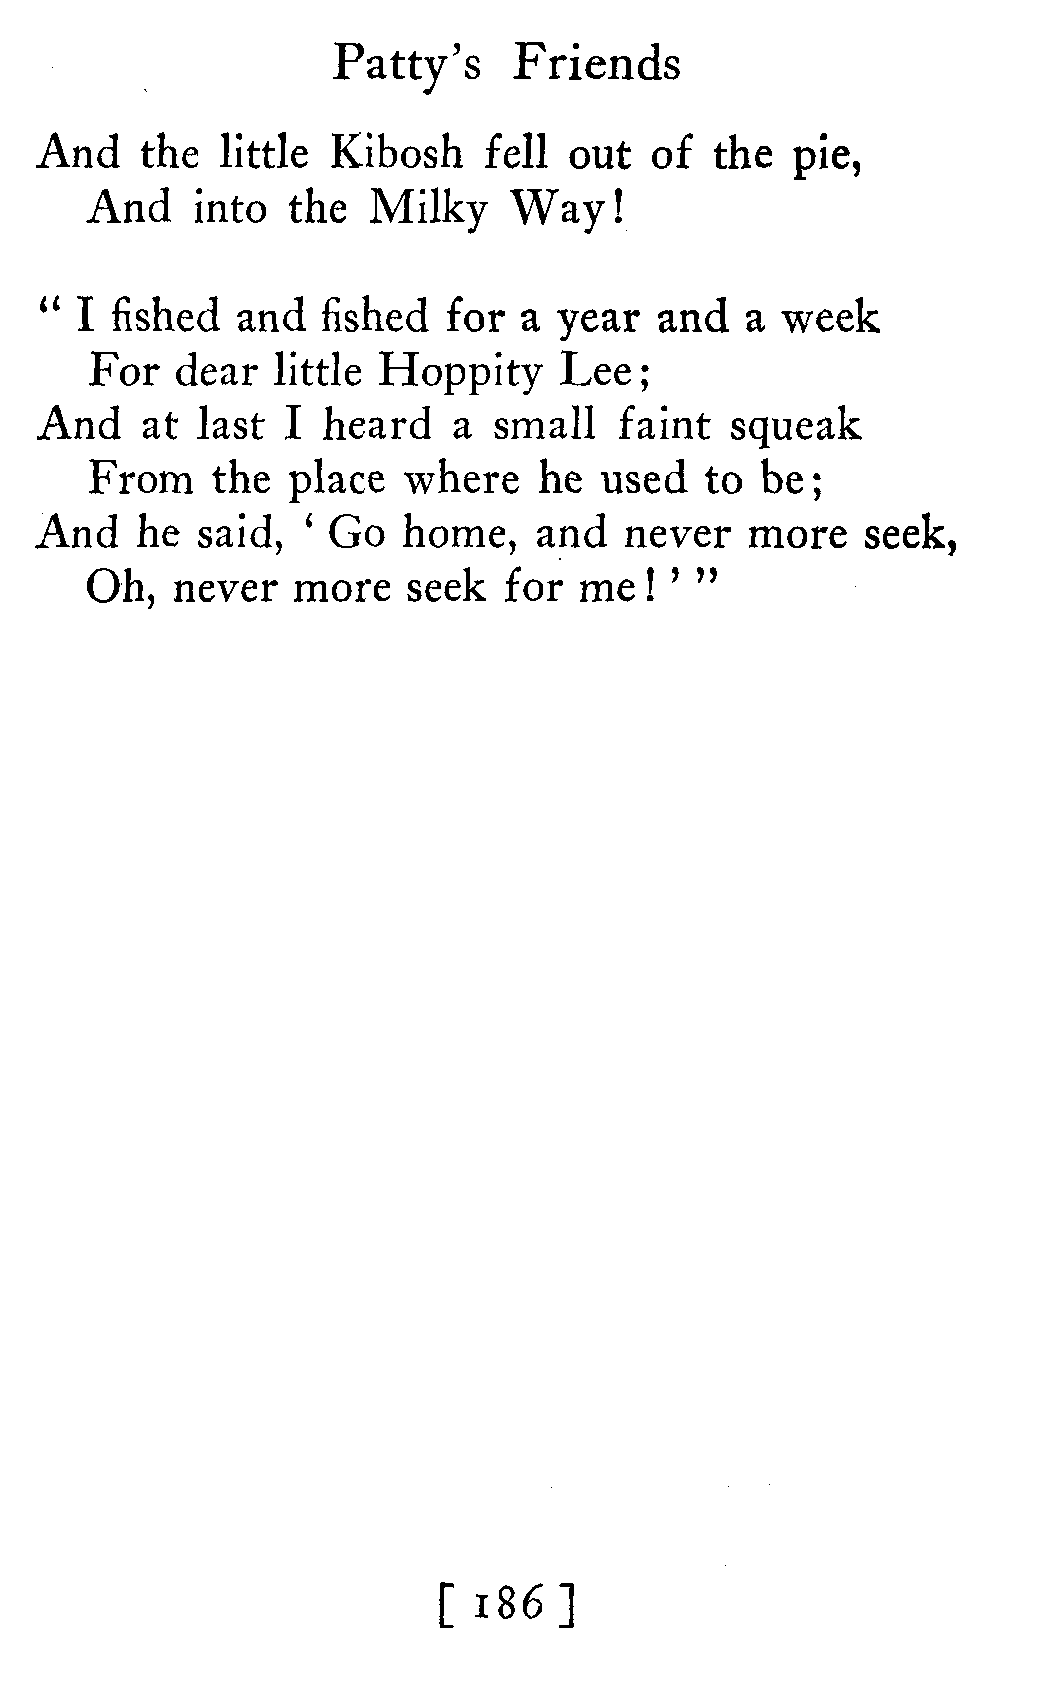 Patty's Friends
And the little Kibosh fell out of the pie,
And into the Milky Way!
“ I fished and fished for a year and a week
For dear little Hoppity Lee;
And at last I heard a small faint squeak
From the place where he used to be;
And he said, ‘ Go home, and never more seek,
Oh, never more seek for me! ’ ”
[ 186 ]